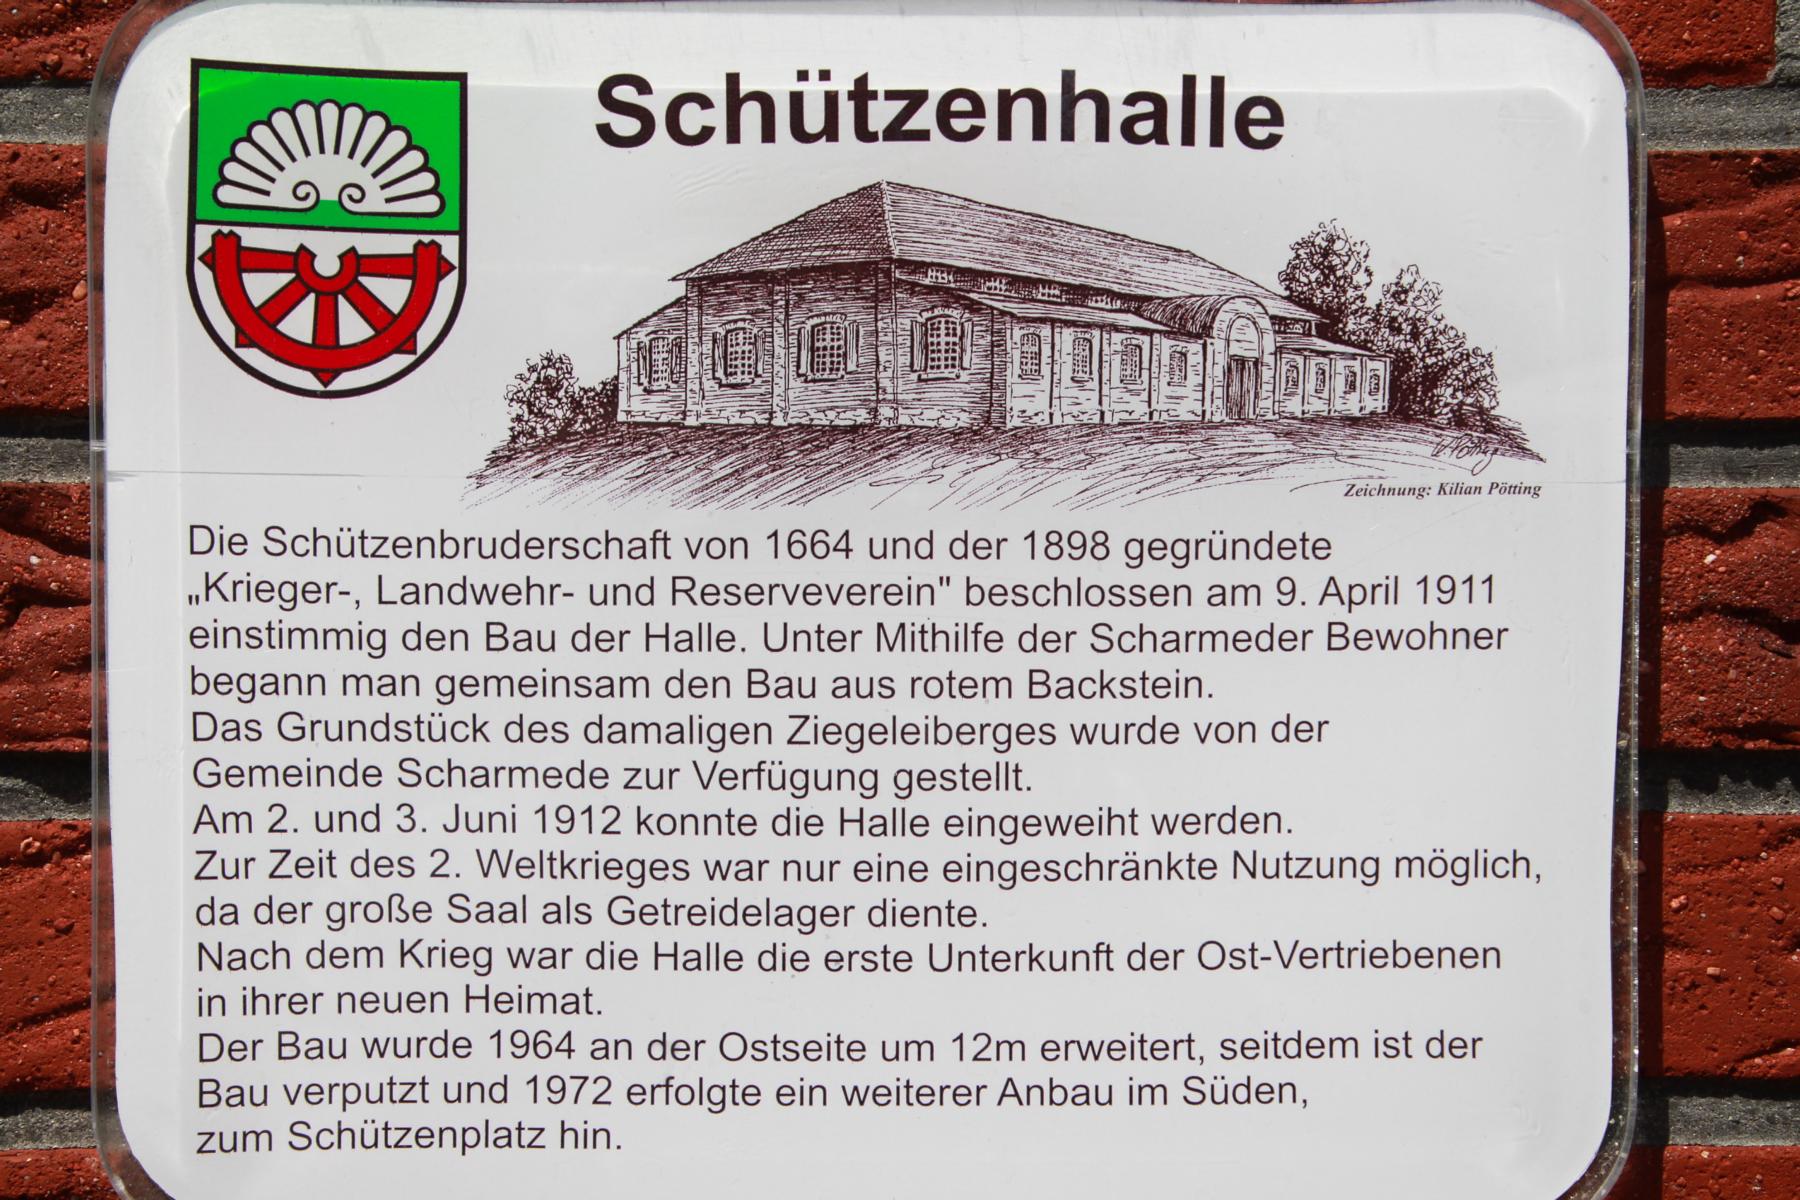 Schützenhalle
Zeichnung: Kilian Pötting
Die Schützenbruderschaft von 1664 und der 1898 gegründete
„Krieger-, Landwehr- und Reserveverein" beschlossen am 9. April 1911
einstimmig den Bau der Halle. Unter Mithilfe der Scharmeder Bewohner
begann man gemeinsam den Bau aus rotem Backstein.
Das Grundstück des damaligen Ziegeleiberges wurde von der
Gemeinde Scharmede zur Verfügung gestellt.
Am 2. und 3. Juni 1912 konnte die Halle eingeweiht werden.
Zur Zeit des 2. Weltkrieges war nur eine eingeschränkte Nutzung möglich,
da der große Saal als Getreidelager diente.
Nach dem Krieg war die Halle die erste Unterkunft der Ost-Vertriebenen
in ihrer neuen Heimat.
Der Bau wurde 1964 an der Ostseite um 12m erweitert, seitdem ist der
Bau verputzt und 1972 erfolgte ein weiterer Anbau im Süden,
zum Schützenplatz hin.